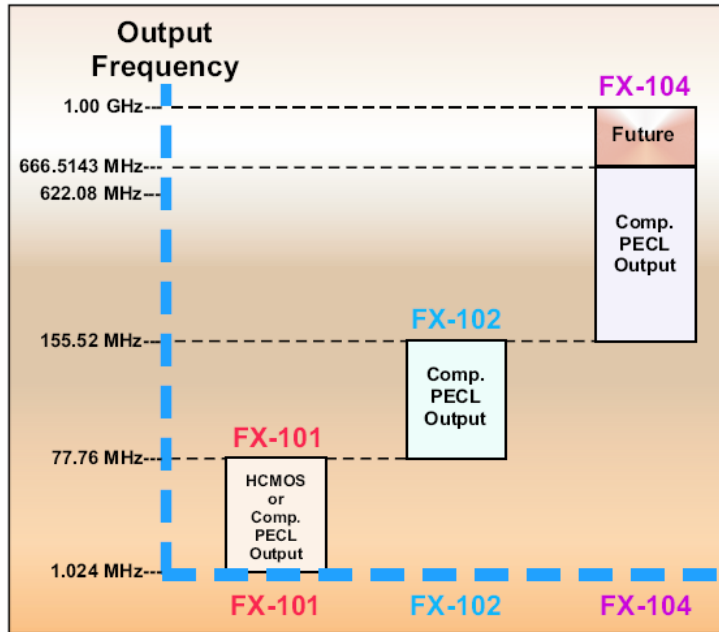 Output
Frequency
FX-104
1.00 GHz
Future
666.5143 MHz
622.08 MHz
Comp.
PECL
Output
FX-102
155.52 MHz
Comp.
PECL
Output
FX-101
77.76 MHz
HCMOS
or
Comp.
PECL
Output
1.024 MHz
FX-101
FX-102
FX-104